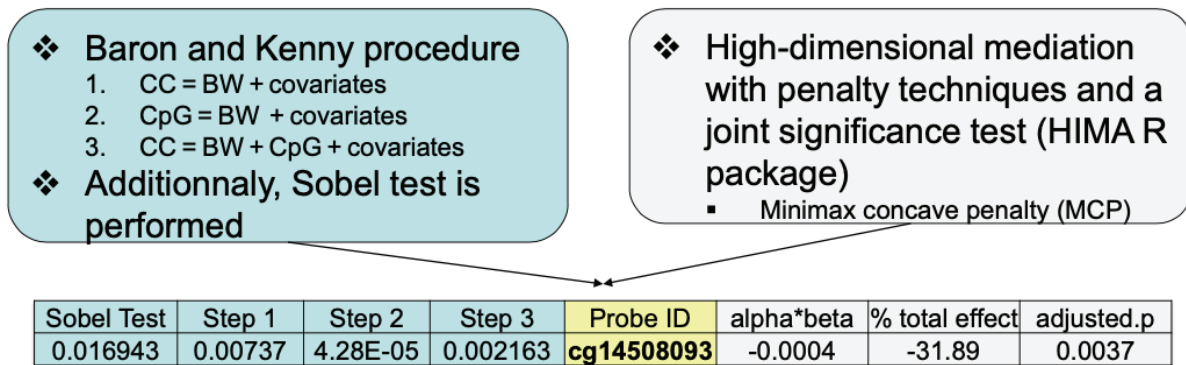 ❖ Baron and Kenny procedure
1. CC = BW + covariates
2. CpG = BW + covariates
3. CC = BW + CpG + covariates
❖ Additionnaly, Sobel test is
performed
❖ High-dimensional mediation
with penalty techniques and a
joint significance test (HIMA R
package)
▪ Minimax concave penalty (MCP)
Sobel Test Step 1 Step 2 Step 3 Probe ID alpha*beta % total effect adjusted.p
0.016943 0.00737 4.28E-05 0.002163 cg14508093 -0.0004 -31.89 0.0037